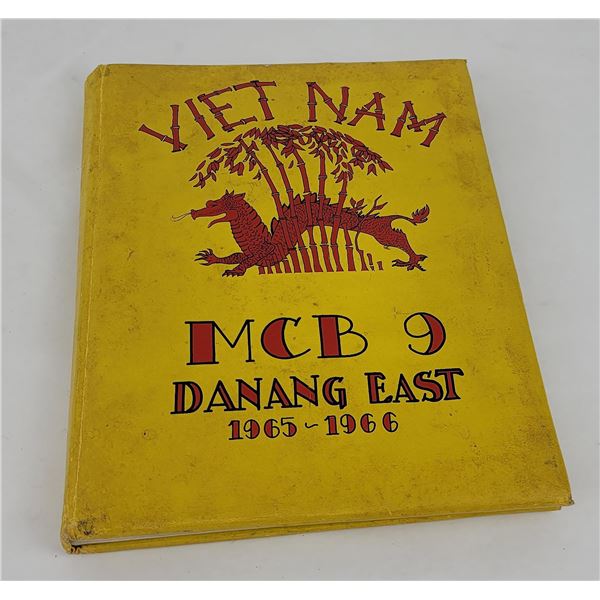 VIET NAM
MCB 9
DANANG EAST
1965~1966